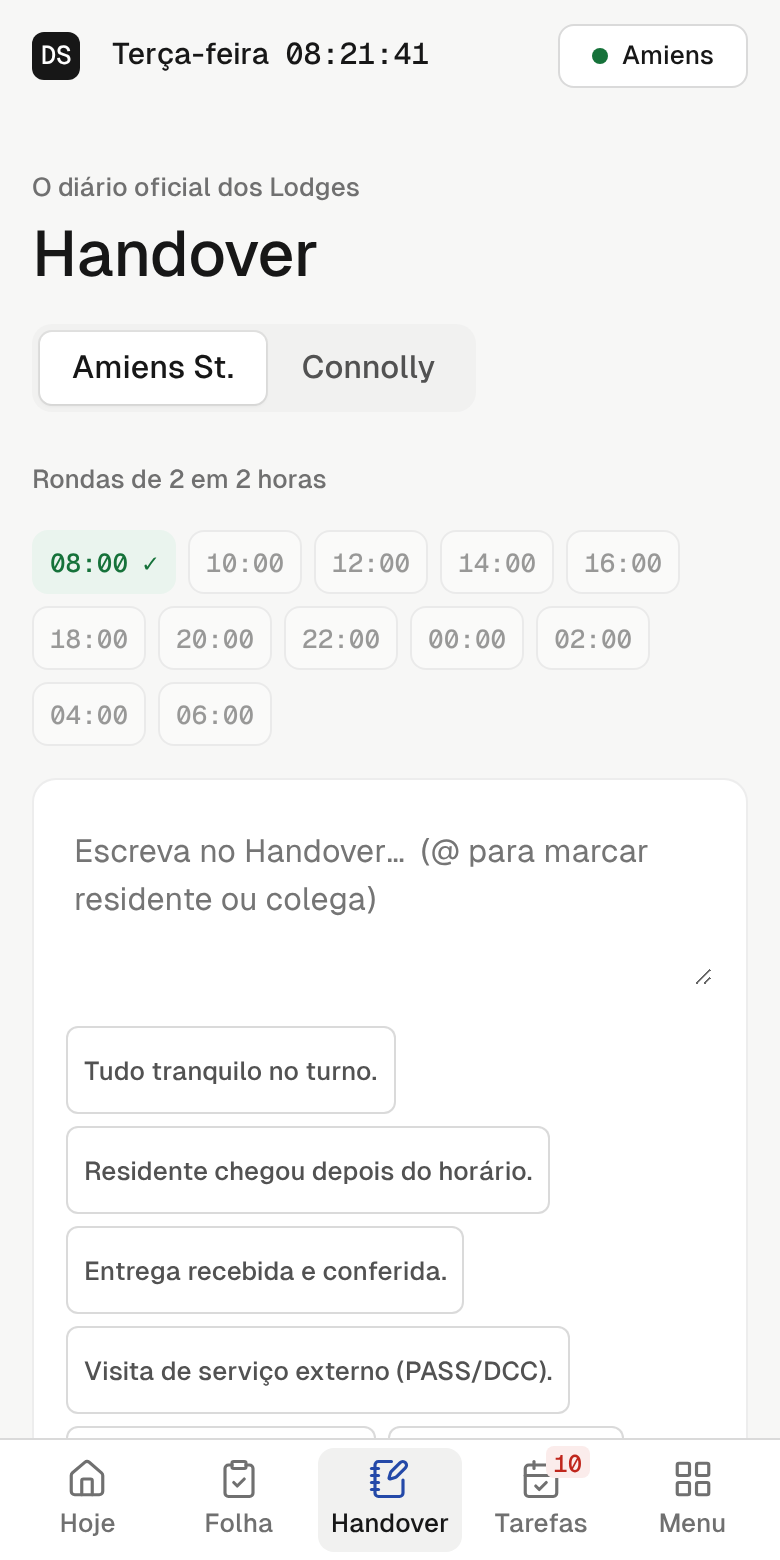 DS Terça-feira 08:21:41 Amiens
O diário oficial dos Lodges
Handover
Amiens St. Connolly
Rondas de 2 em 2 horas
08:00 ✓ 10:00 12:00 14:00 16:00
18:00 20:00 22:00 00:00 02:00
04:00 06:00
Escreva no Handover… (@ para marcar
residente ou colega)
Tudo tranquilo no turno.
Residente chegou depois do horário.
Entrega recebida e conferida.
Visita de serviço externo (PASS/DCC).
10
Hoje Folha Handover Tarefas Menu